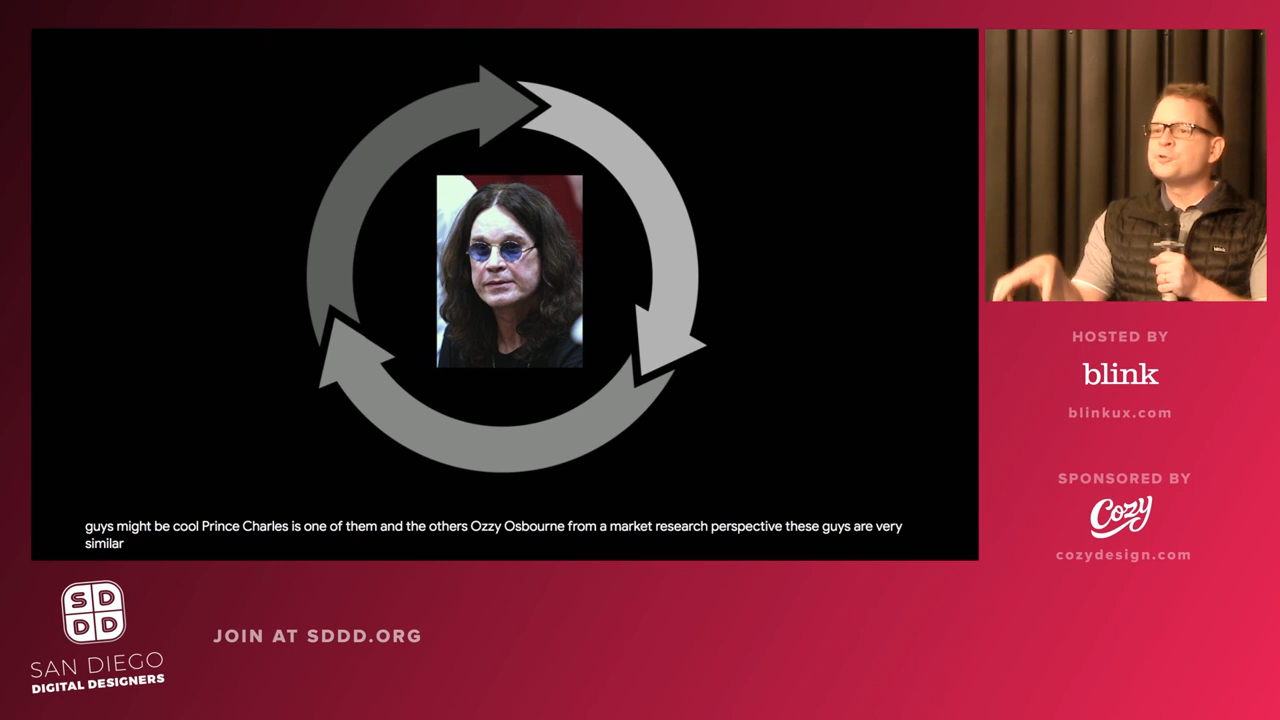 guys might be cool Prince Charles is one of them and the others Ozzy Osbourne from a market research perspective these guys are very
similar
HOSTED BY
blink
blinkux.com
SPONSORED BY
Cozy
cozydesign.com
SD
DD
SAN DIEGO
DIGITAL DESIGNERS
JOIN AT SDDD.ORG